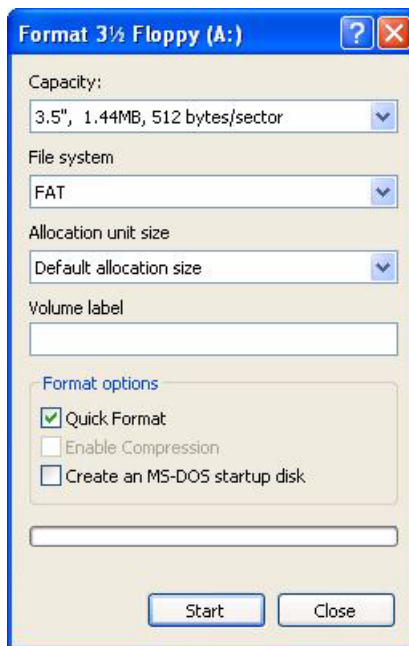 Format 3½ Floppy (A:)
Capacity:
3.5", 1.44MB, 512 bytes/sector
File system
FAT
Allocation unit size
Default allocation size
Volume label
Format options
Quick Format
Enable Compression
Create an MS-DOS startup disk
Start Close